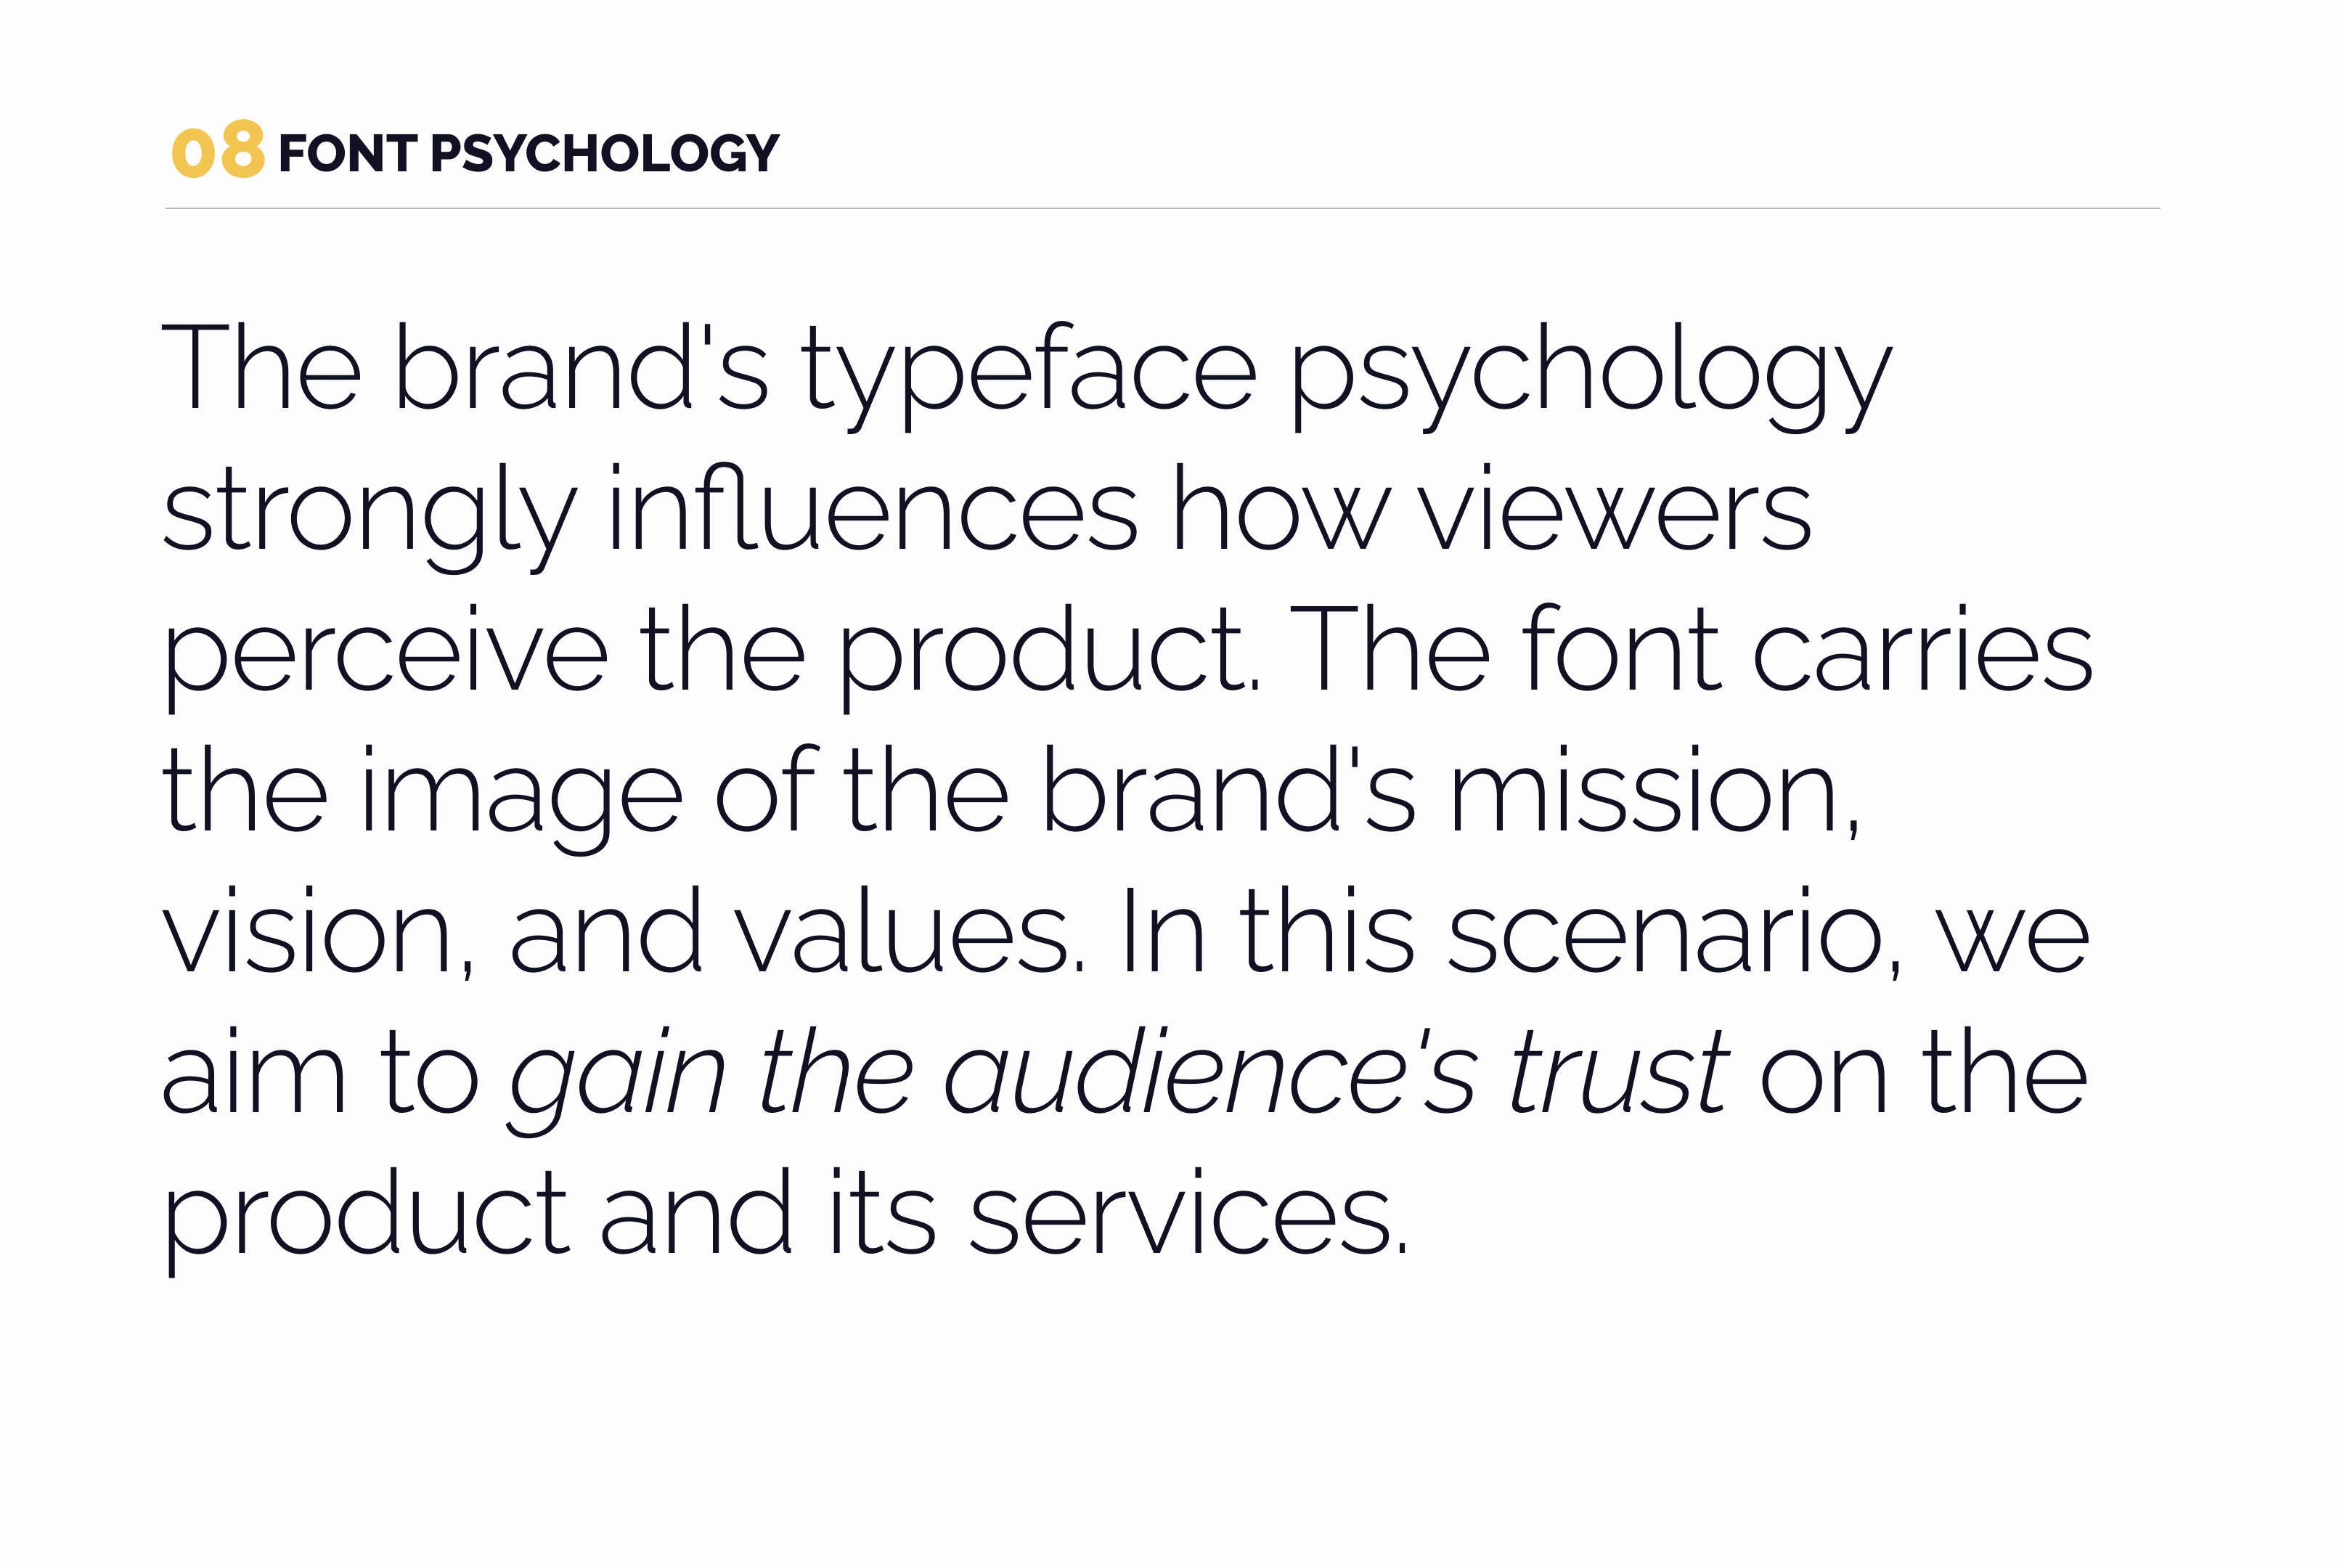 08 FONT PSYCHOLOGY
The brand's typeface psychology
strongly influences how viewers
perceive the product. The font carries
the image of the brand's mission,
vision, and values. In this scenario, we
aim to gain the audience's trust on the
product and its services.